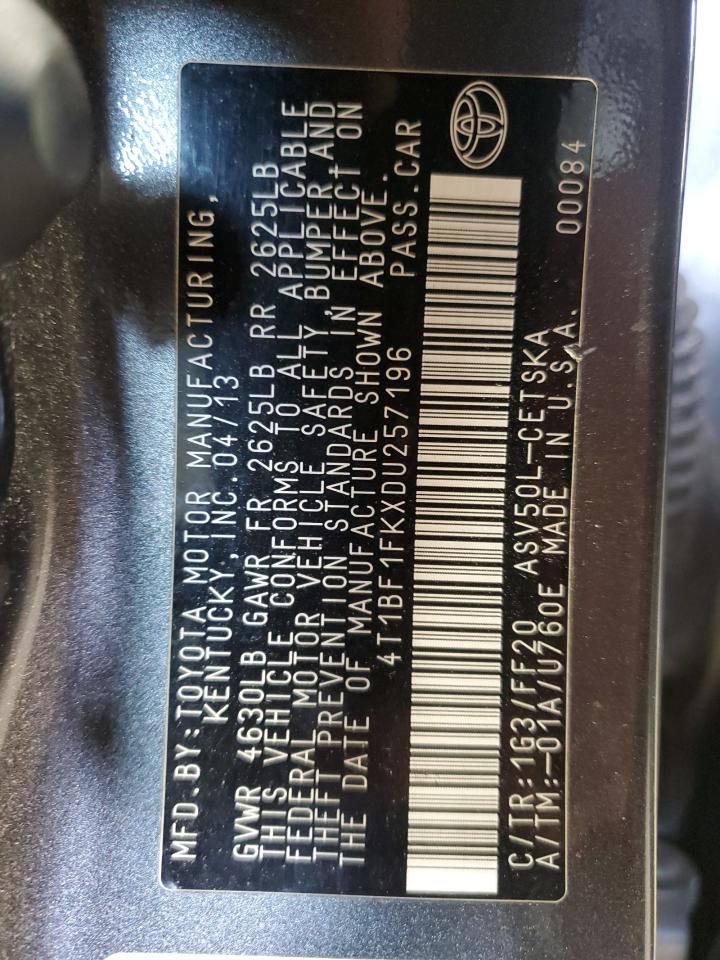 MFD.BY:TOYOTA MOTOR MANUFACTURING,
KENTUCKY, INC. 04/13
GVWR 4630LB GAWR FR 2625LB RR 2625LB
THIS VEHICLE CONFORMS TO ALL APPLICABLE
FEDERAL MOTOR VEHICLE SAFETY, BUMPER AND
THEFT PREVENTION STANDARDS IN EFFECT ON
THE DATE OF MANUFACTURE SHOWN ABOVE.
4T1BF1FKXDU257196 PASS.CAR
C/TR:1G3/FF20 ASV50L-CETSKA
A/TM:-01A/U760E MADE IN U.S.A.
00084